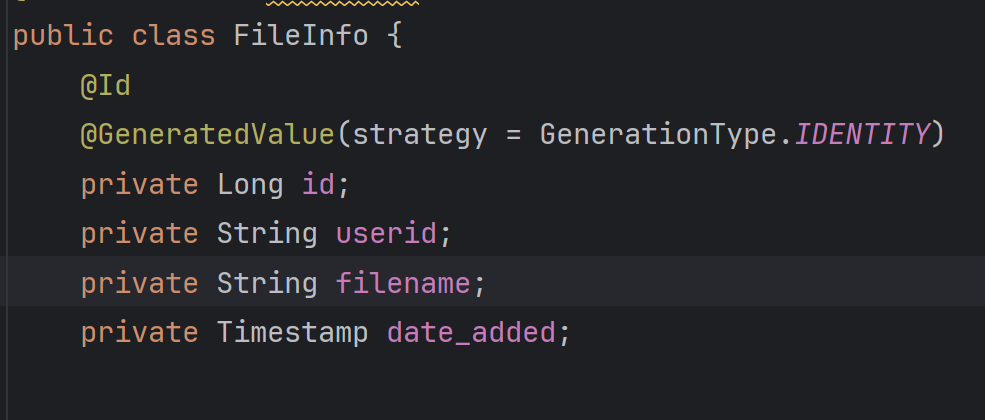 public class FileInfo {
@Id
@GeneratedValue(strategy = GenerationType.IDENTITY)
private Long id;
private String userid;
private String filename;
private Timestamp date_added;